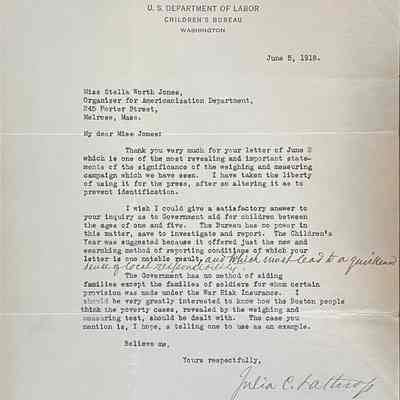 U. S. DEPARTMENT OF LABOR
CHILDREN'S BUREAU
WASHINGTON
June 5, 1918.
Miss Stella Worth Jones,
Organizer for Americanization Department,
245 Porter Street,
Melrose, Mass.
My dear Miss Jones:
Thank you very much for your letter of June 2
which is one of the most revealing and important state-
ments of the significance of the weighing and measuring
campaign which we have seen. I have taken the liberty
of using it for the press, after so altering it as to
prevent identification.
I wish I could give a satisfactory answer to
your inquiry as to Government aid for children between
the ages of one and five. The Bureau has no power in
this matter, save to investigate and report. The Children's
Year was suggested because it offered just the new and
searching method of reporting conditions of which your
letter is one notable result, and which must lead to a quickened
sense of local responsibility.
The Government has no method of aiding
families except the families of soldiers for whom certain
provision was made under the War Risk Insurance. I
should be very greatly interested to know how the Boston people
think the poverty cases, revealed by the weighing and
measuring test, should be dealt with. The case you
mention is, I hope, a telling one to use as an example.
Believe me,
Yours respectfully,
Julia C. Lathrop